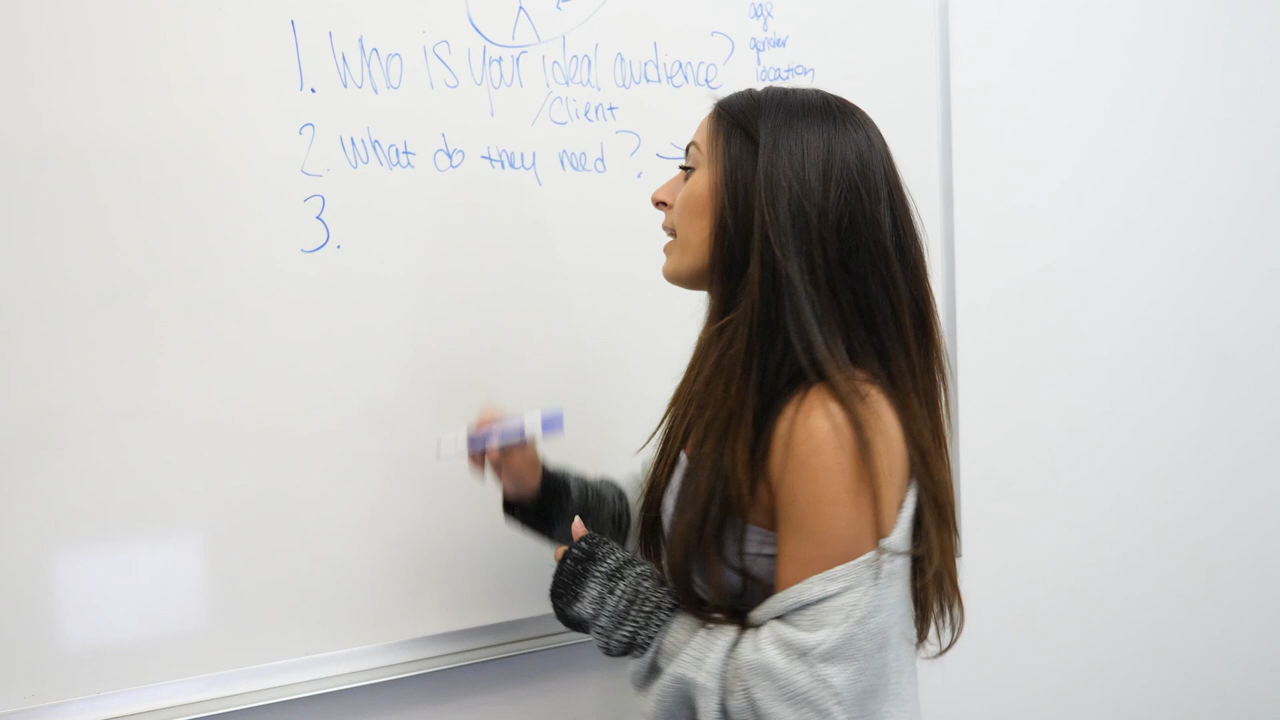 age
gender
location
1. Who is your ideal audience?
/Client
2. What do they need? →
3.